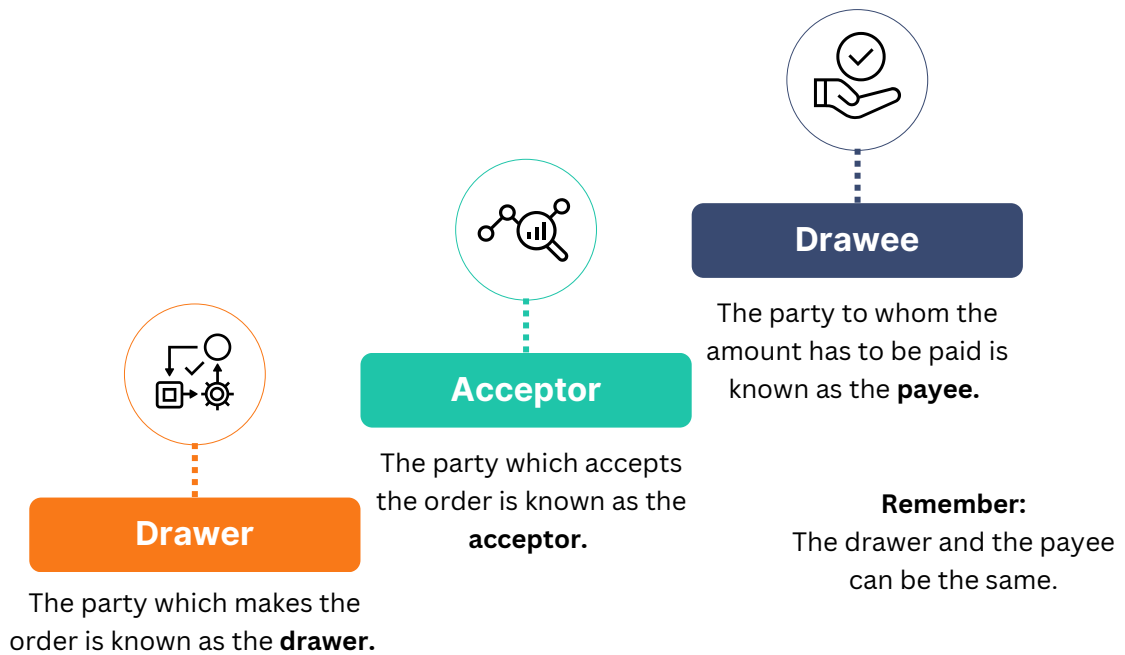 Drawer
The party which makes the
order is known as the drawer.
Acceptor
The party which accepts
the order is known as the
acceptor.
Drawee
The party to whom the
amount has to be paid is
known as the payee.
Remember:
The drawer and the payee
can be the same.